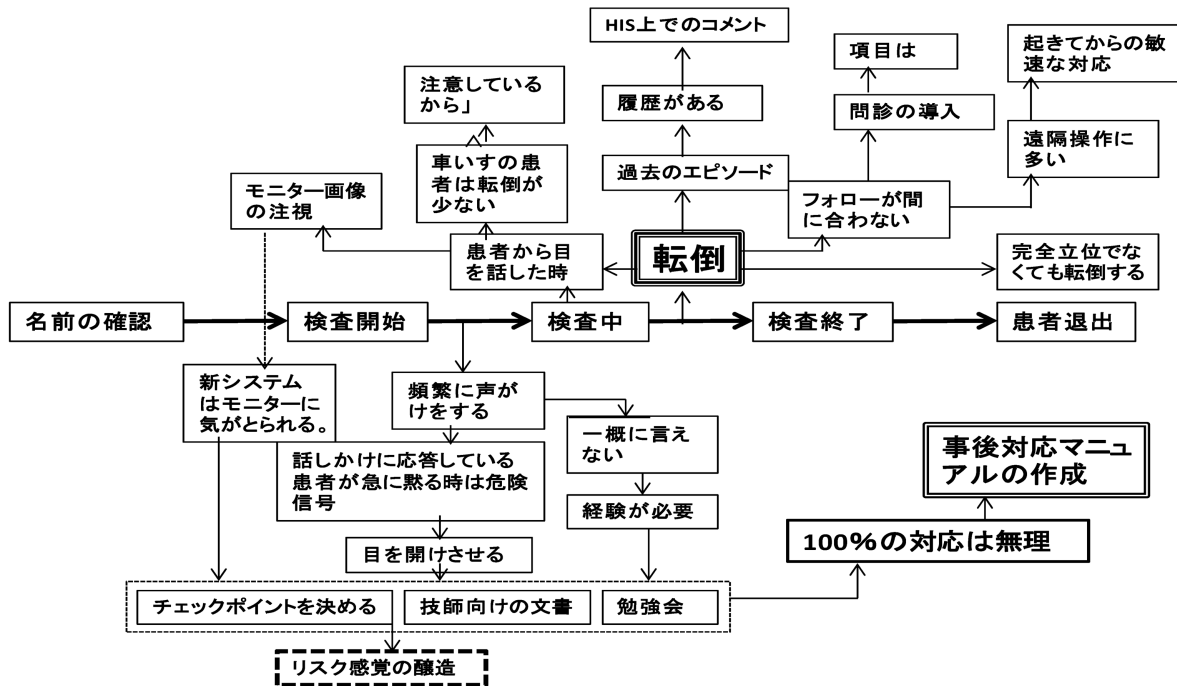 HIS上でのコメント
項目は
起きてからの敏
速な対応
注意している
から」
履歴がある
問診の導入
遠隔操作に
多い
車いすの患
者は転倒が
少ない
過去のエピソード
モニター画像
の注視
フォローが間
に合わない
患者から目
を話した時
転倒
完全立位でな
くても転倒する
名前の確認
検査開始
検査中
検査終了
患者退出
新システム
はモニターに
気がとられる。
頻繁に声が
けをする
一概に言え
ない
事後対応マニュ
アルの作成
話しかけに応答している
患者が急に黙る時は危険
信号
経験が必要
100%の対応は無理
目を開けさせる
チェックポイントを決める
技師向けの文書
勉強会
リスク感覚の醸造